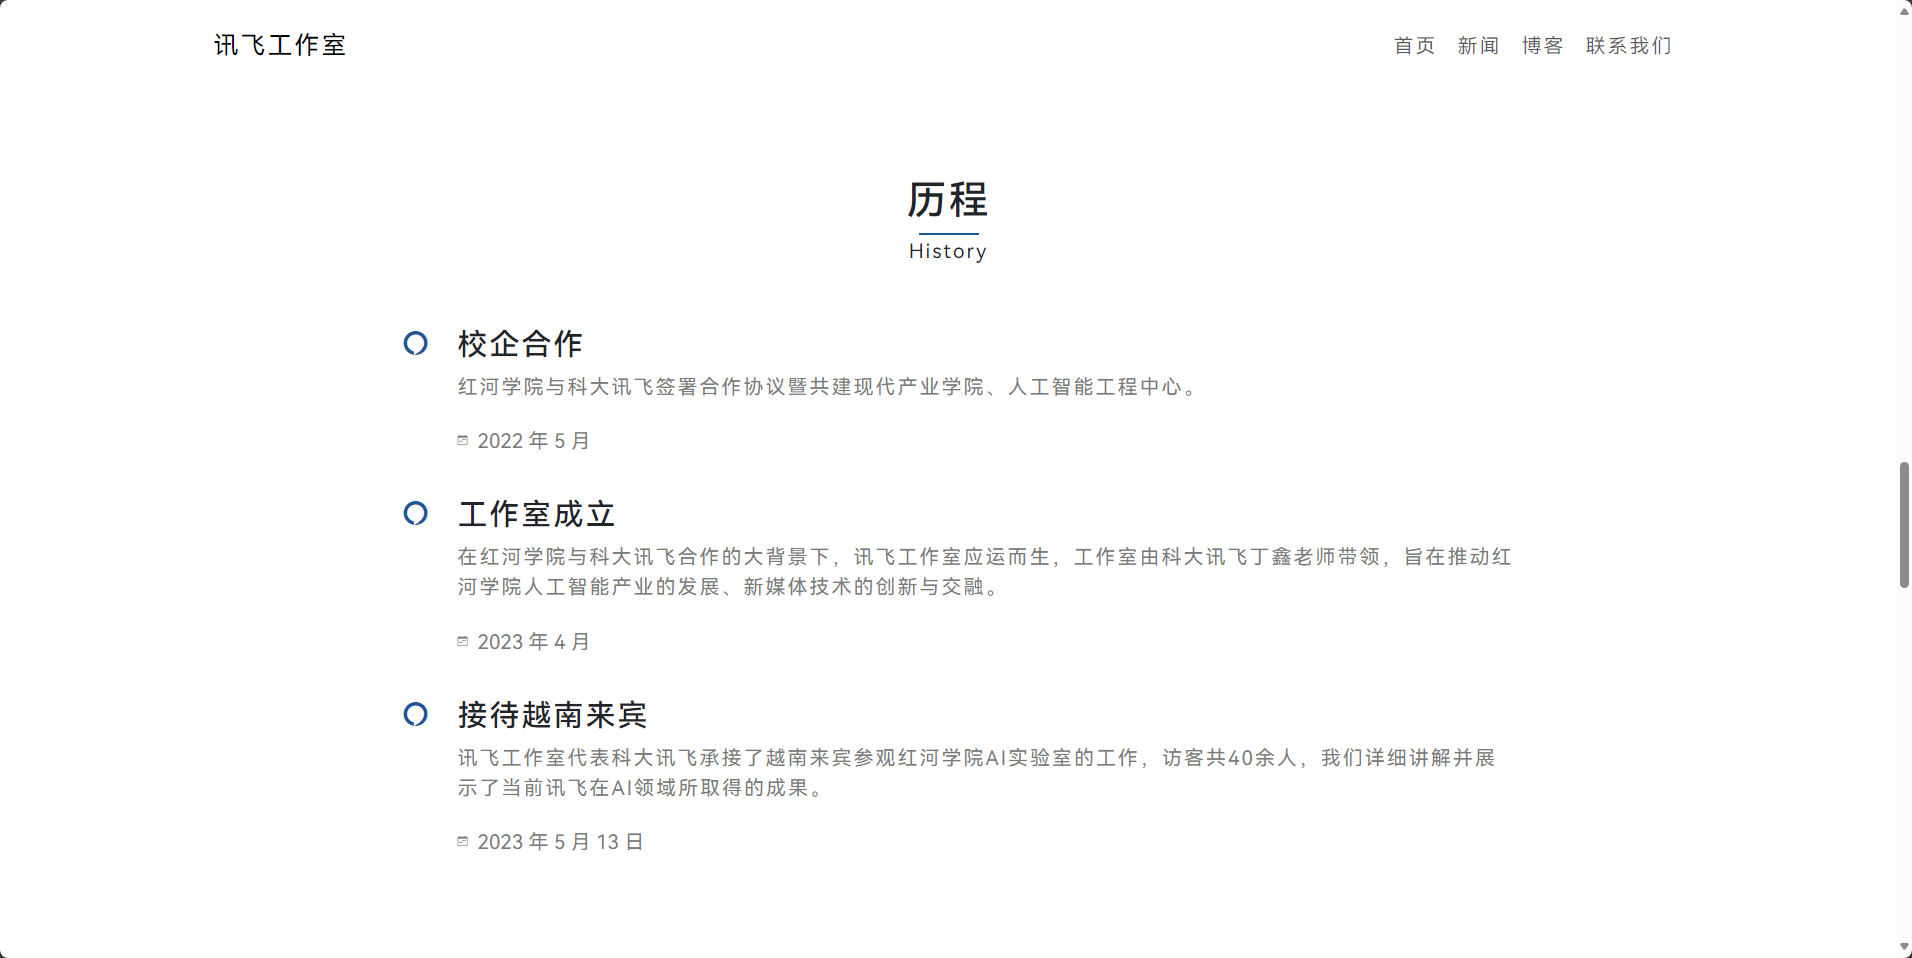 讯飞工作室
首页 新闻 博客 联系我们
历程
History
校企合作
红河学院与科大讯飞签署合作协议暨共建现代产业学院、人工智能工程中心。
2022 年 5 月
工作室成立
在红河学院与科大讯飞合作的大背景下，讯飞工作室应运而生，工作室由科大讯飞丁鑫老师带领，旨在推动红
河学院人工智能产业的发展、新媒体技术的创新与交融。
2023 年 4 月
接待越南来宾
讯飞工作室代表科大讯飞承接了越南来宾参观红河学院AI实验室的工作，访客共40余人，我们详细讲解并展
示了当前讯飞在AI领域所取得的成果。
2023 年 5 月 13 日